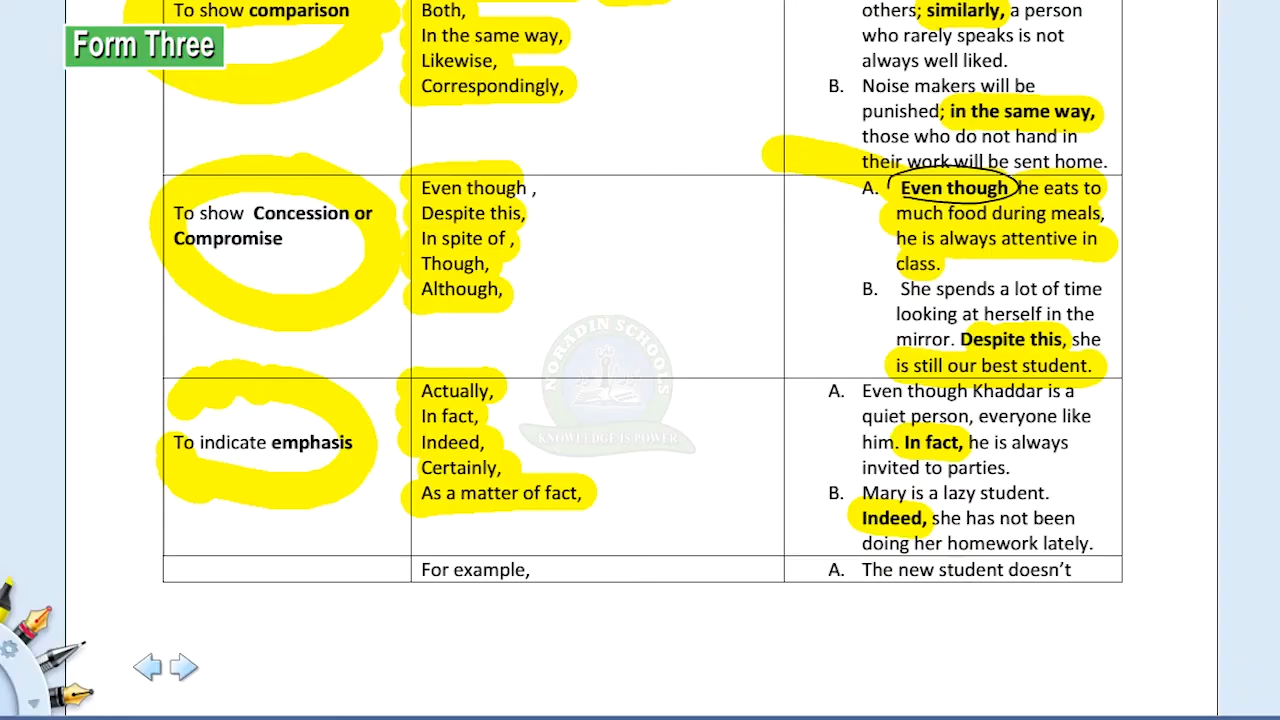 Form Three
To show comparison
Both,
In the same way,
Likewise,
Correspondingly,
others; similarly, a person
who rarely speaks is not
always well liked.
B. Noise makers will be
punished; in the same way,
those who do not hand in
their work will be sent home.
To show Concession or
Compromise
Even though ,
Despite this,
In spite of ,
Though,
Although,
A. Even though he eats to
much food during meals,
he is always attentive in
class.
B. She spends a lot of time
looking at herself in the
mirror. Despite this, she
is still our best student.
To indicate emphasis
Actually,
In fact,
Indeed,
Certainly,
As a matter of fact,
A. Even though Khaddar is a
quiet person, everyone like
him. In fact, he is always
invited to parties.
B. Mary is a lazy student.
Indeed, she has not been
doing her homework lately.
For example,
A. The new student doesn’t
NORADIN SCHOOLS
KNOWLEDGE IS POWER